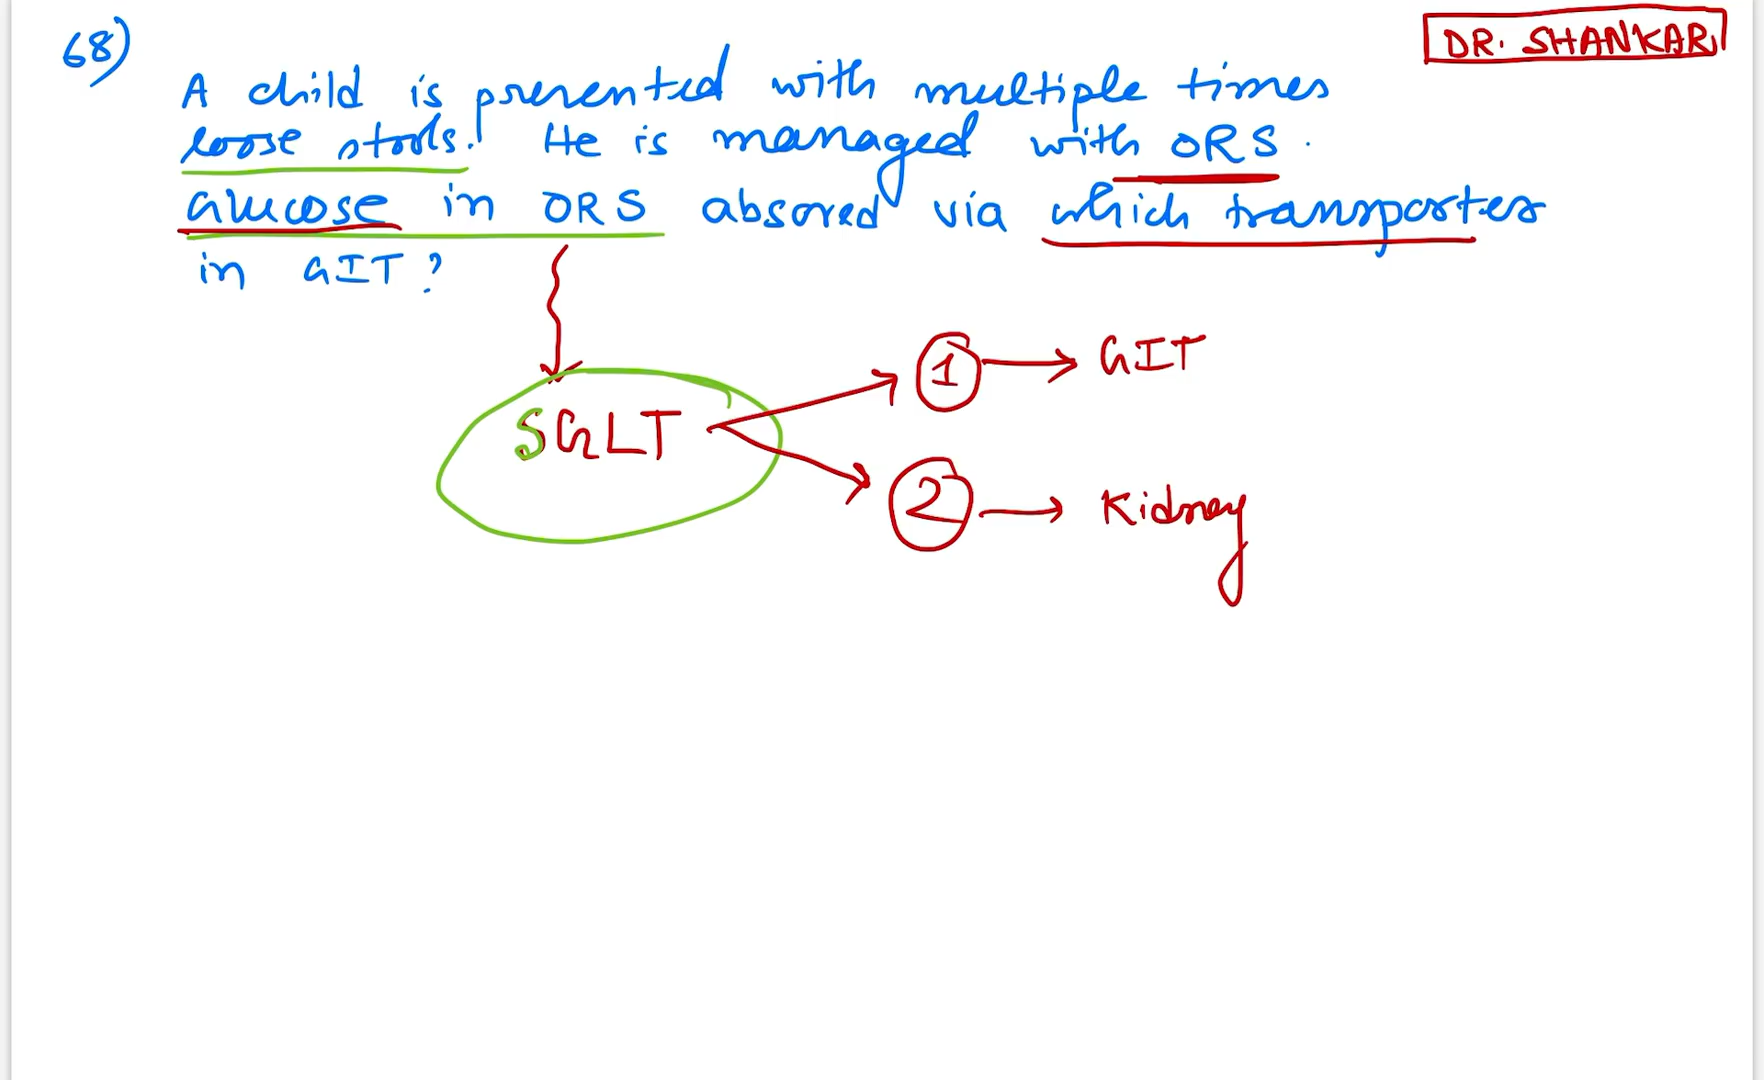 68)
DR. SHANKAR
A child is presented with multiple times
loose stools. He is managed with ORS.
Glucose in ORS absored via which transporter
in GIT?
SGLT
1 → GIT
2 → Kidney